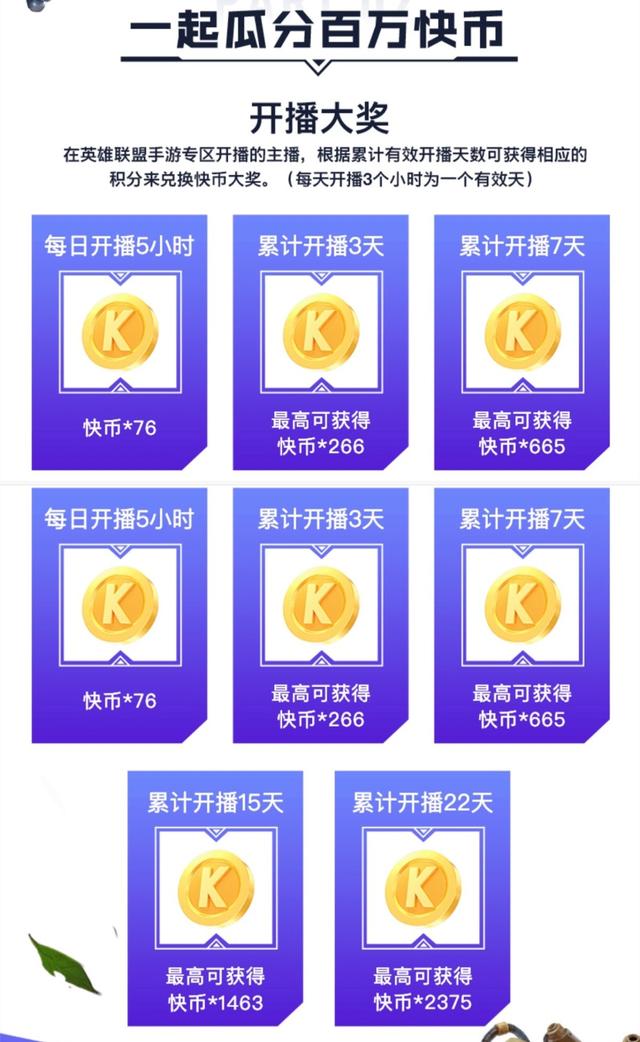 一起瓜分百万快币
开播大奖
在英雄联盟手游专区开播的主播，根据累计有效开播天数可获得相应的
积分来兑换快币大奖。（每天开播3个小时为一个有效天）
每日开播5小时
累计开播3天
累计开播7天
K
K
K
快币*76
最高可获得
快币*266
最高可获得
快币*665
每日开播5小时
累计开播3天
累计开播7天
K
K
K
快币*76
最高可获得
快币*266
最高可获得
快币*665
累计开播15天
累计开播22天
K
K
最高可获得
快币*1463
最高可获得
快币*2375